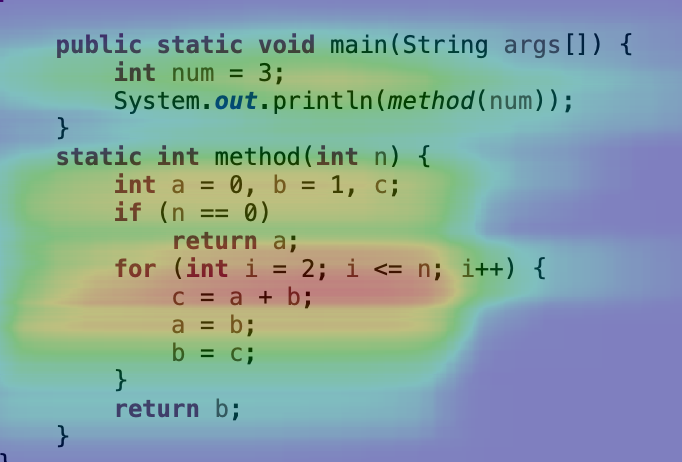 public static void main(String args[]) {
int num = 3;
System.out.println(method(num));
}
static int method(int n) {
int a = 0, b = 1, c;
if (n == 0)
return a;
for (int i = 2; i <= n; i++) {
c = a + b;
a = b;
b = c;
}
return b;
}
}